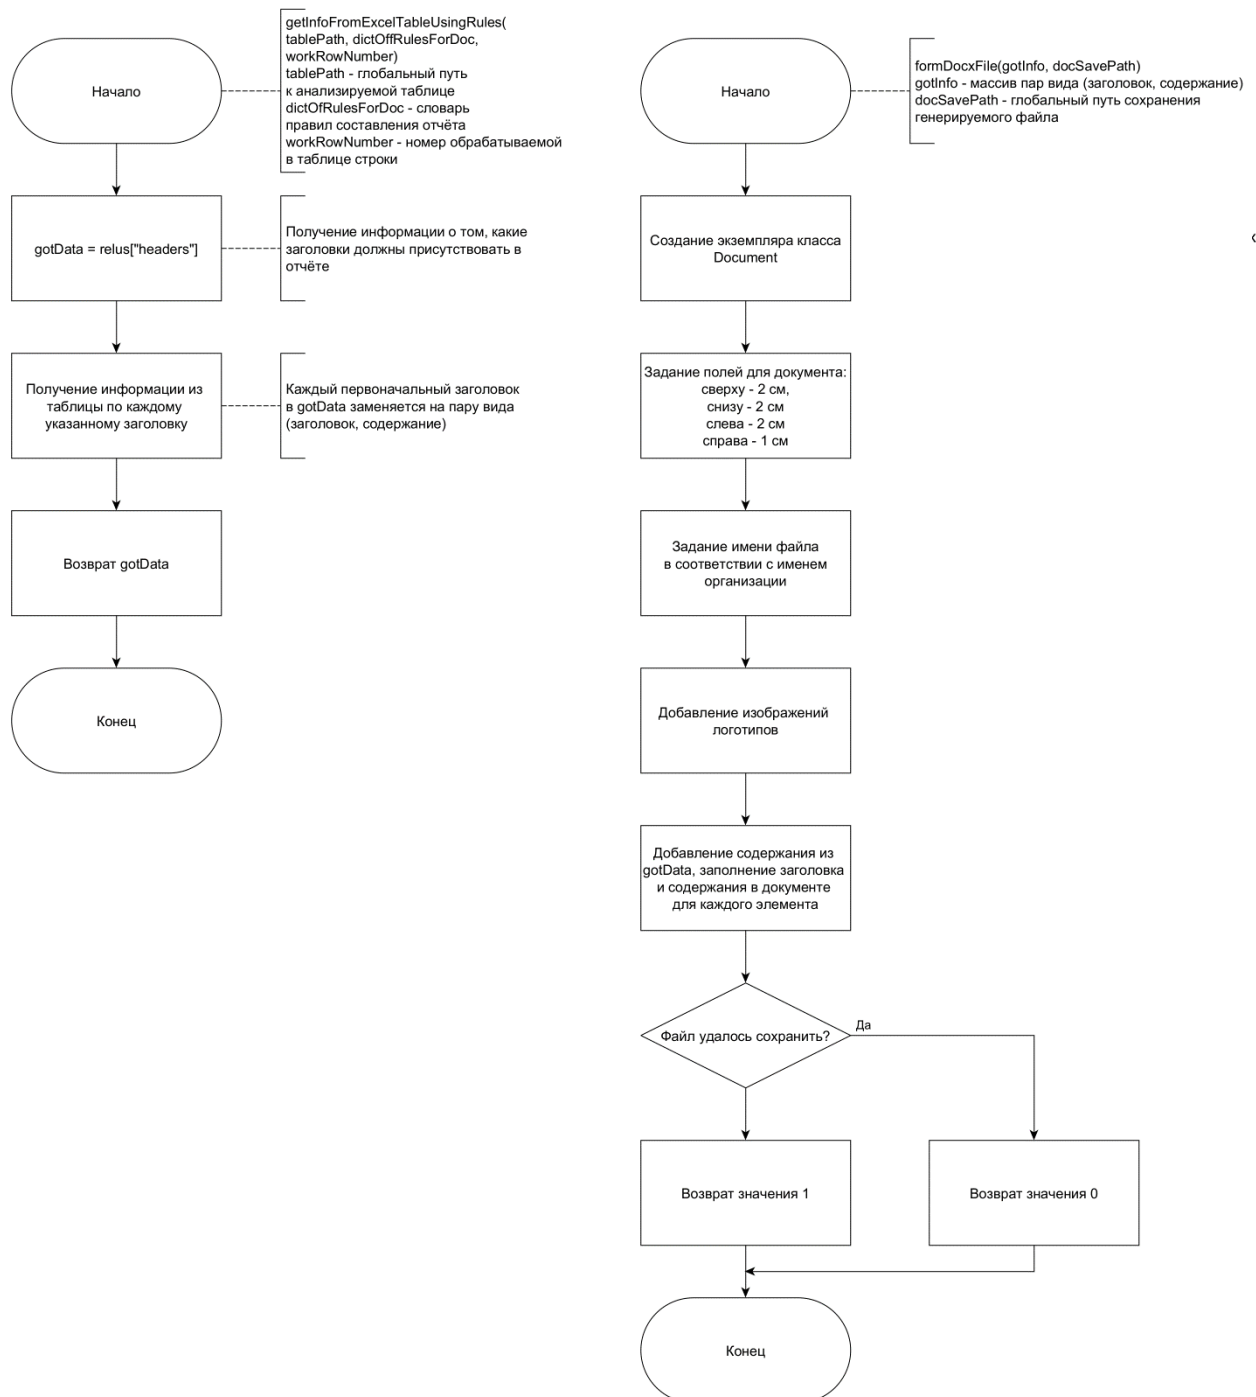 Начало
getInfoFromExcelTableUsingRules(
tablePath, dictOffRulesForDoc,
workRowNumber)
tablePath - глобальный путь
к анализируемой таблице
dictOfRulesForDoc - словарь
правил составления отчёта
workRowNumber - номер обрабатываемой
в таблице строки
gotData = relus["headers"]
Получение информации о том, какие
заголовки должны присутствовать в
отчёте
Получение информации из
таблицы по каждому
указанному заголовку
Каждый первоначальный заголовок
в gotData заменяется на пару вида
(заголовок, содержание)
Возврат gotData
Конец
Начало
formDocxFile(gotInfo, docSavePath)
gotInfo - массив пар вида (заголовок, содержание)
docSavePath - глобальный путь сохранения
генерируемого файла
Создание экземпляра класса
Document
Задание полей для документа:
сверху - 2 см,
снизу - 2 см
слева - 2 см
справа - 1 см
Задание имени файла
в соответствии с именем
организации
Добавление изображений
логотипов
Добавление содержания из
gotData, заполнение заголовка
и содержания в документе
для каждого элемента
Файл удалось сохранить?
Да
Возврат значения 1
Возврат значения 0
Конец